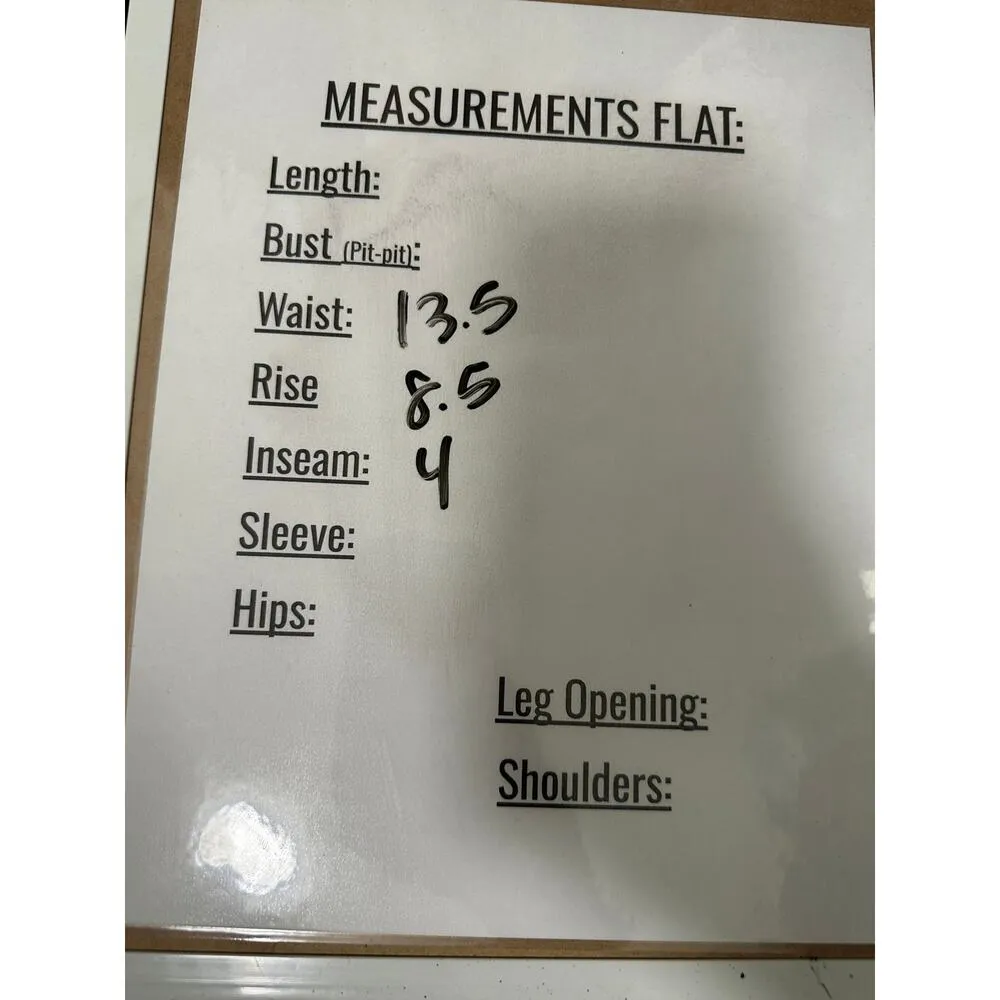 MEASUREMENTS FLAT:
Length:
Bust (Pit-pit):
Waist: 13.5
Rise 8.5
Inseam: 4
Sleeve:
Hips:
Leg Opening:
Shoulders: